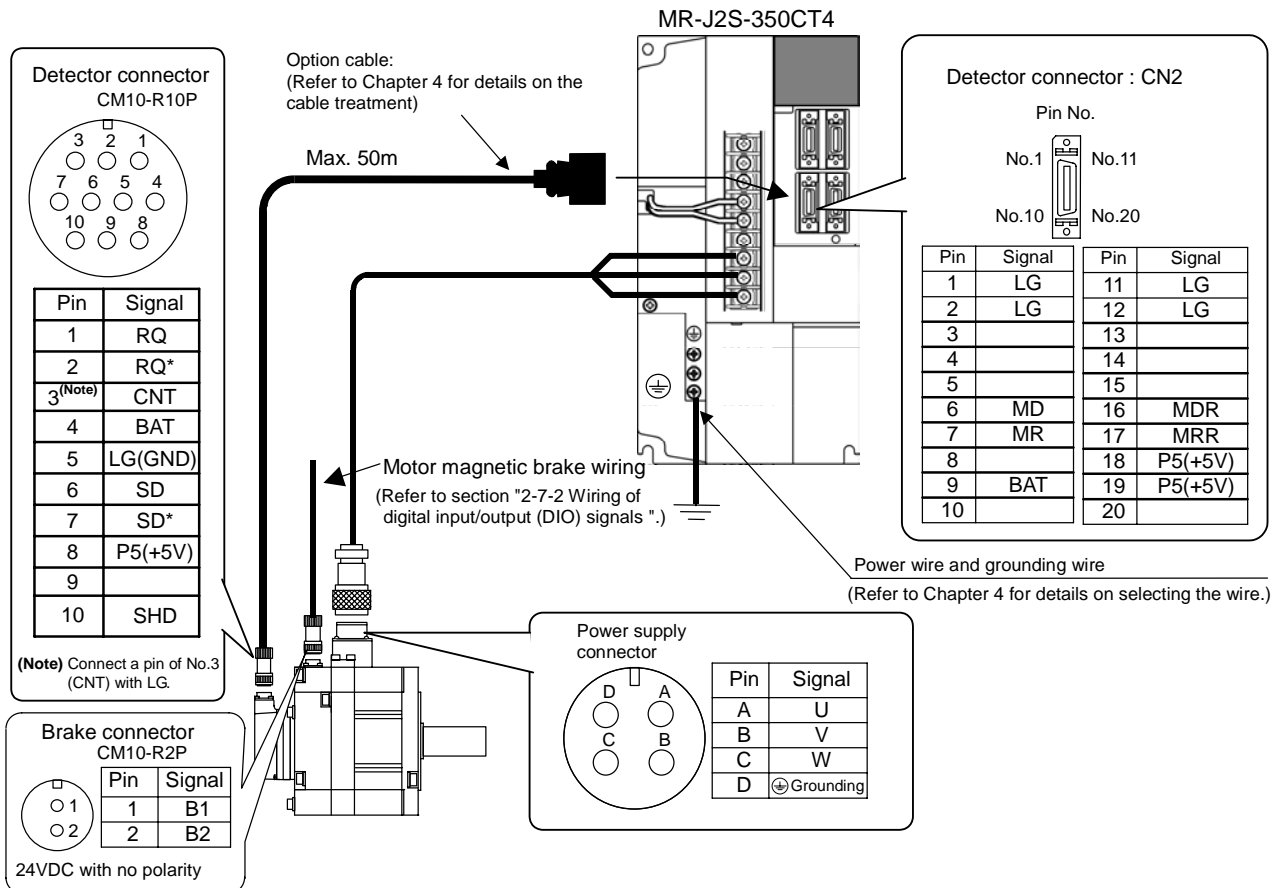 MR-J2S-350CT4
Detector connector
CM10-R10P
3 2 1
7 6 5 4
10 9 8
Pin Signal
1 RQ
2 RQ*
3(Note) CNT
4 BAT
5 LG(GND)
6 SD
7 SD*
8 P5(+5V)
9
10 SHD
(Note) Connect a pin of No.3
(CNT) with LG.
Option cable:
(Refer to Chapter 4 for details on the
cable treatment)
Max. 50m
Detector connector : CN2
Pin No.
No.1 No.11
No.10 No.20
Pin Signal Pin Signal
1 LG 11 LG
2 LG 12 LG
3 13
4 14
5 15
6 MD 16 MDR
7 MR 17 MRR
8 18 P5(+5V)
9 BAT 19 P5(+5V)
10 20
Motor magnetic brake wiring
(Refer to section "2-7-2 Wiring of
digital input/output (DIO) signals ".)
Power wire and grounding wire
(Refer to Chapter 4 for details on selecting the wire.)
Brake connector
CM10-R2P
1
2
Pin Signal
1 B1
2 B2
24VDC with no polarity
Power supply
connector
D A
C B
Pin Signal
A U
B V
C W
D Grounding